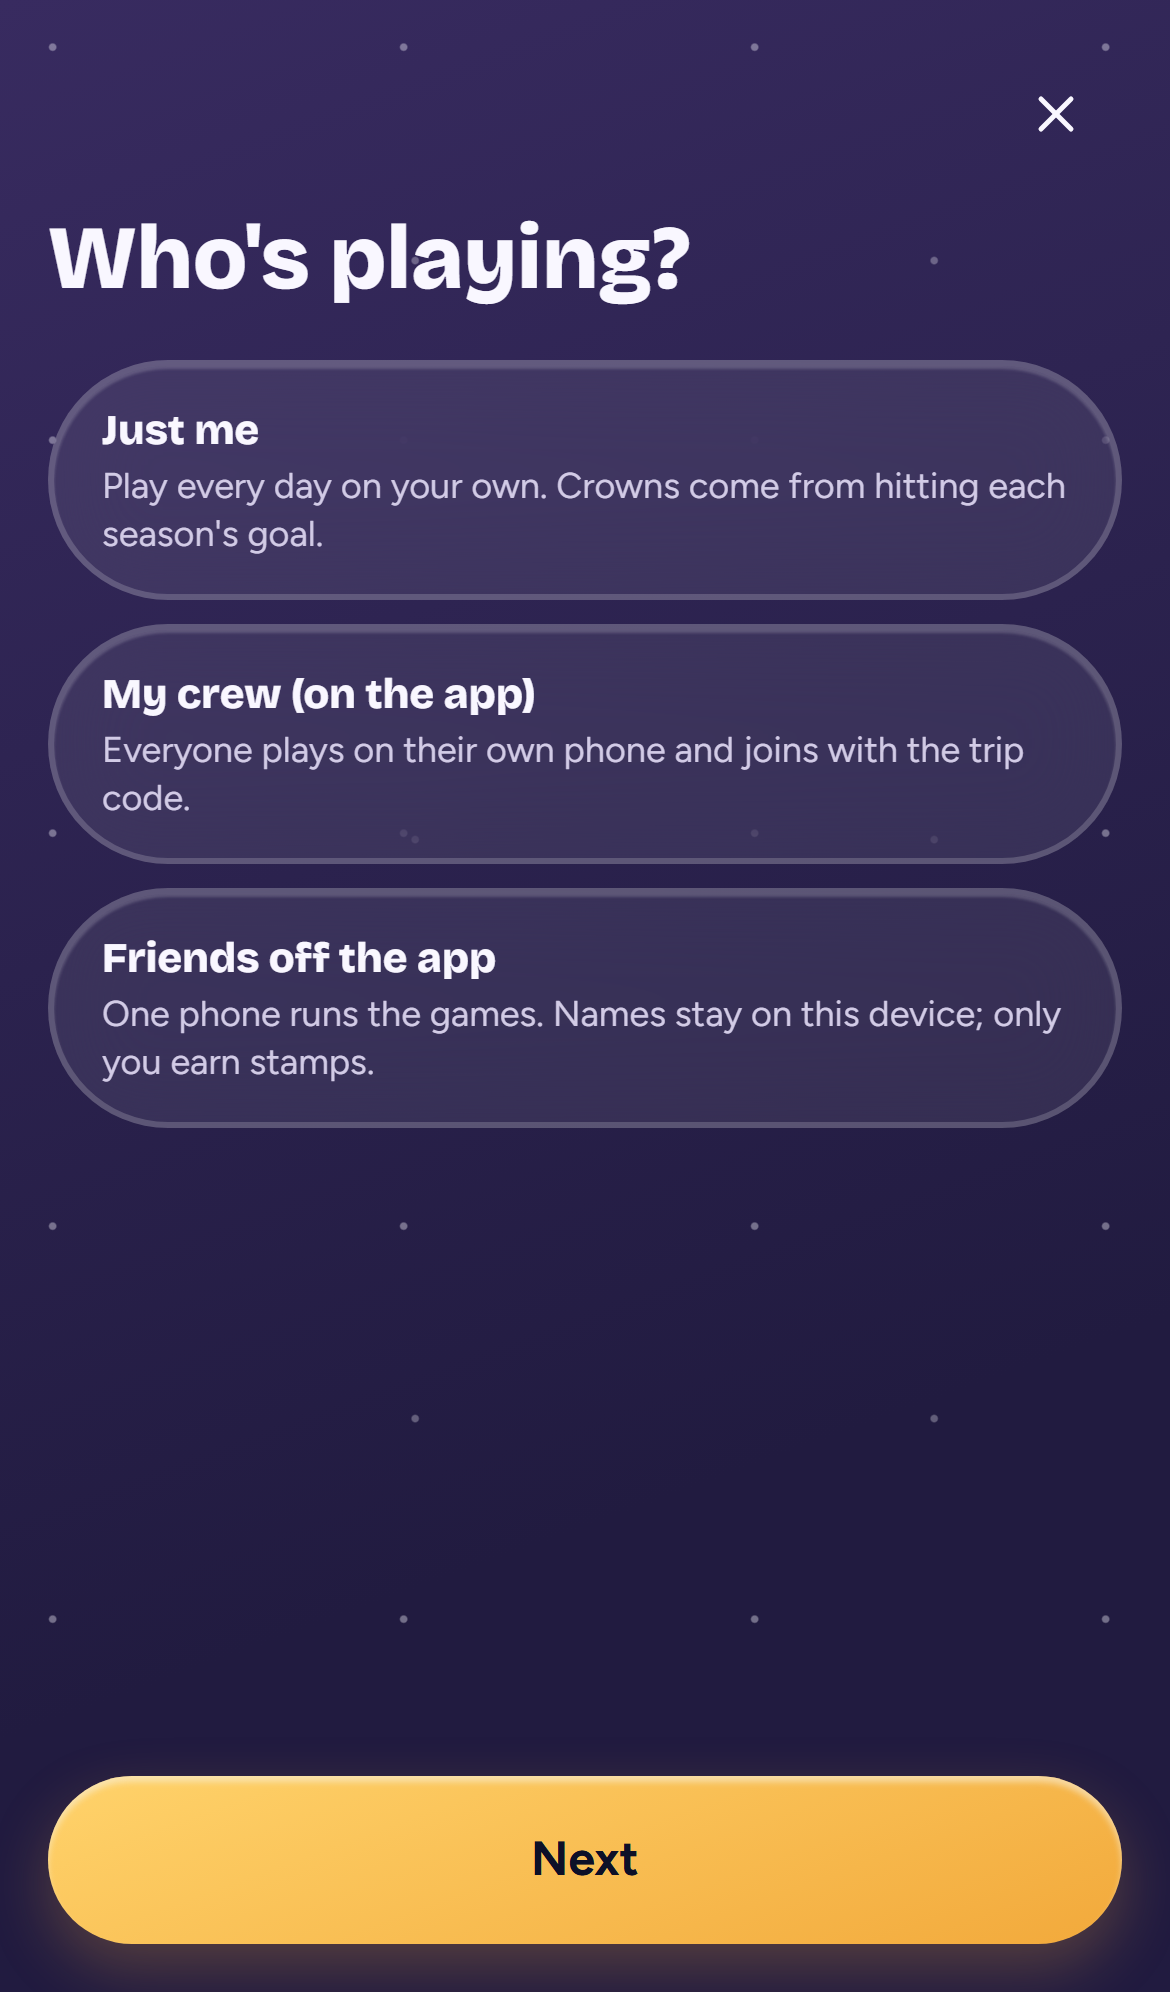 Who's playing?
Just me
Play every day on your own. Crowns come from hitting each
season's goal.
My crew (on the app)
Everyone plays on their own phone and joins with the trip
code.
Friends off the app
One phone runs the games. Names stay on this device; only
you earn stamps.
Next